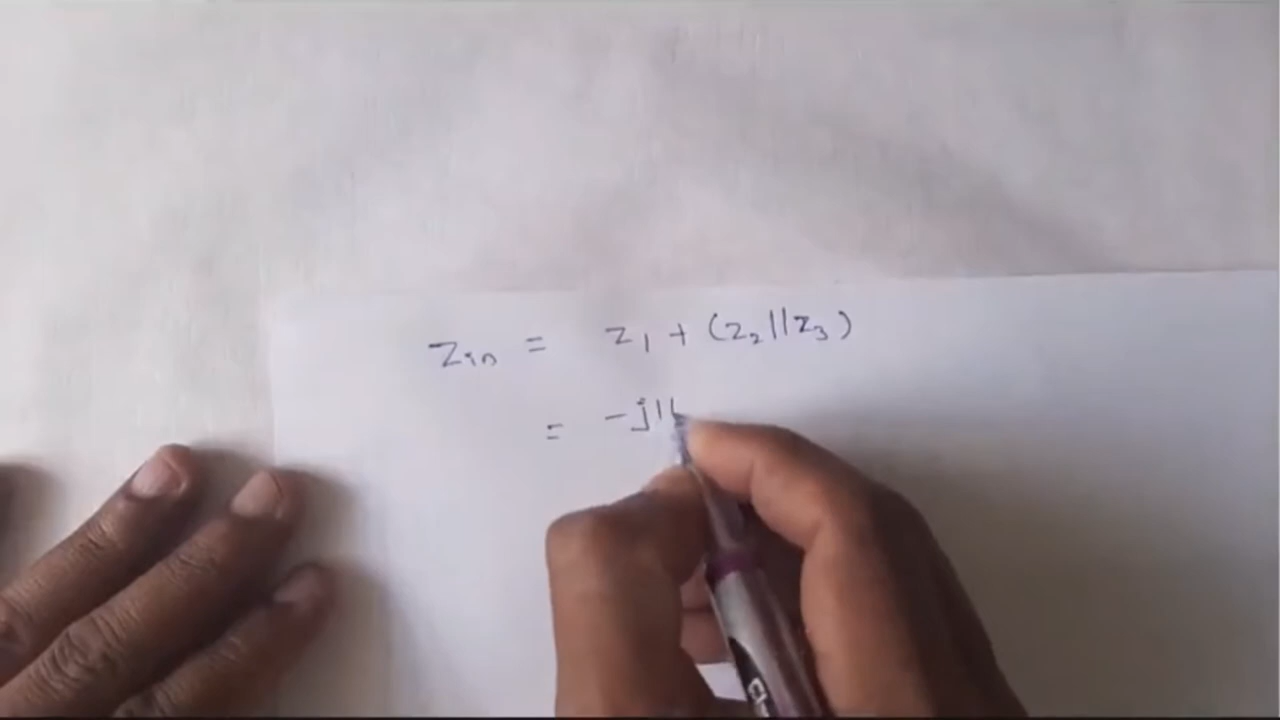 Zin = Z1 + (Z2||Z3)
= -j1